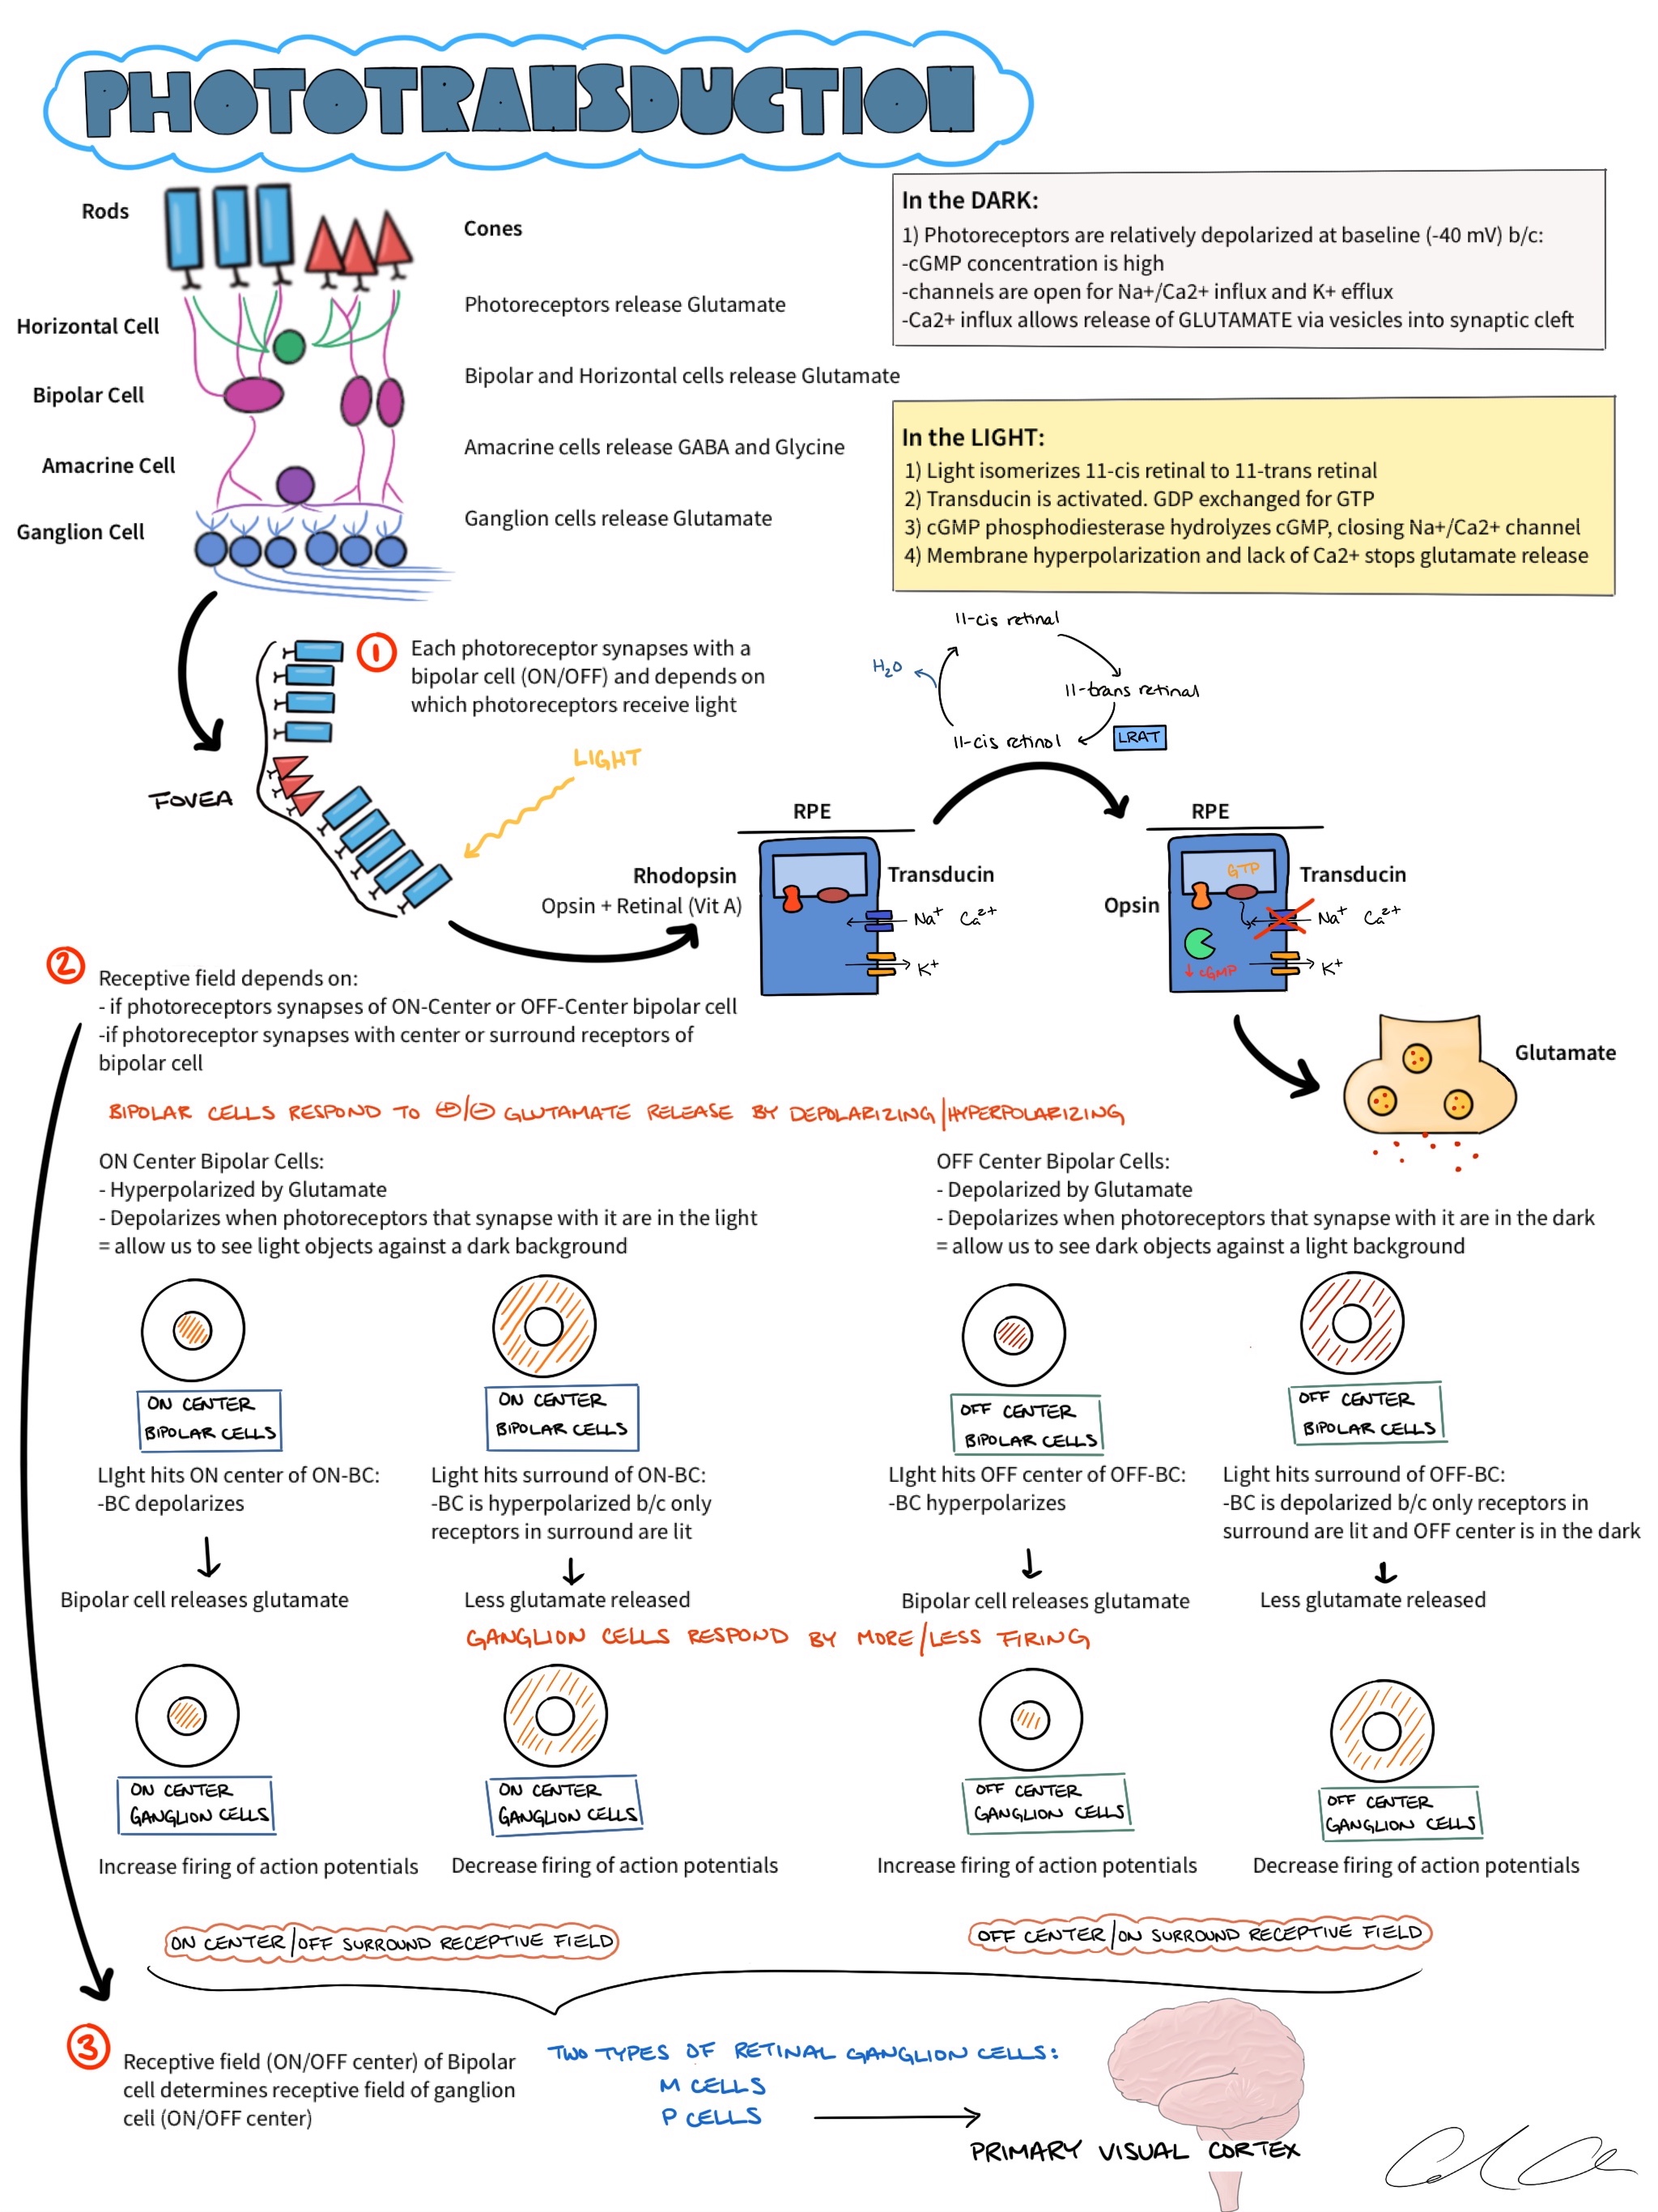 PHOTOTRANSDUCTION
Rods
Cones
Horizontal Cell
Bipolar Cell
Amacrine Cell
Ganglion Cell
Photoreceptors release Glutamate
Bipolar and Horizontal cells release Glutamate
Amacrine cells release GABA and Glycine
Ganglion cells release Glutamate
In the DARK:
1) Photoreceptors are relatively depolarized at baseline (-40 mV) b/c:
-cGMP concentration is high
-channels are open for Na+/Ca2+ influx and K+ efflux
-Ca2+ influx allows release of GLUTAMATE via vesicles into synaptic cleft
In the LIGHT:
1) Light isomerizes 11-cis retinal to 11-trans retinal
2) Transducin is activated. GDP exchanged for GTP
3) cGMP phosphodiesterase hydrolyzes cGMP, closing Na+/Ca2+ channel
4) Membrane hyperpolarization and lack of Ca2+ stops glutamate release
1
Each photoreceptor synapses with a
bipolar cell (ON/OFF) and depends on
which photoreceptors receive light
LIGHT
FOVEA
11-cis retinal
H₂O
11-trans retinal
11-cis retinol
LRAT
RPE
Rhodopsin
Opsin + Retinal (Vit A)
Transducin
Na⁺ Ca²⁺
K⁺
RPE
GTP
Opsin
Transducin
Na⁺ Ca²⁺
↓ cGMP
K⁺
Glutamate
2
Receptive field depends on:
- if photoreceptors synapses of ON-Center or OFF-Center bipolar cell
-if photoreceptor synapses with center or surround receptors of
bipolar cell
BIPOLAR CELLS RESPOND TO ⊕/⊖ GLUTAMATE RELEASE BY DEPOLARIZING/HYPERPOLARIZING
ON Center Bipolar Cells:
- Hyperpolarized by Glutamate
- Depolarizes when photoreceptors that synapse with it are in the light
= allow us to see light objects against a dark background
OFF Center Bipolar Cells:
- Depolarized by Glutamate
- Depolarizes when photoreceptors that synapse with it are in the dark
= allow us to see dark objects against a light background
ON CENTER
BIPOLAR CELLS
ON CENTER
BIPOLAR CELLS
OFF CENTER
BIPOLAR CELLS
OFF CENTER
BIPOLAR CELLS
LIght hits ON center of ON-BC:
-BC depolarizes
Light hits surround of ON-BC:
-BC is hyperpolarized b/c only
receptors in surround are lit
LIght hits OFF center of OFF-BC:
-BC hyperpolarizes
Light hits surround of OFF-BC:
-BC is depolarized b/c only receptors in
surround are lit and OFF center is in the dark
Bipolar cell releases glutamate
Less glutamate released
Bipolar cell releases glutamate
Less glutamate released
GANGLION CELLS RESPOND BY MORE/LESS FIRING
ON CENTER
GANGLION CELLS
ON CENTER
GANGLION CELLS
OFF CENTER
GANGLION CELLS
OFF CENTER
GANGLION CELLS
Increase firing of action potentials
Decrease firing of action potentials
Increase firing of action potentials
Decrease firing of action potentials
ON CENTER/OFF SURROUND RECEPTIVE FIELD
OFF CENTER/ON SURROUND RECEPTIVE FIELD
3
Receptive field (ON/OFF center) of Bipolar
cell determines receptive field of ganglion
cell (ON/OFF center)
TWO TYPES OF RETINAL GANGLION CELLS:
M CELLS
P CELLS
PRIMARY VISUAL CORTEX